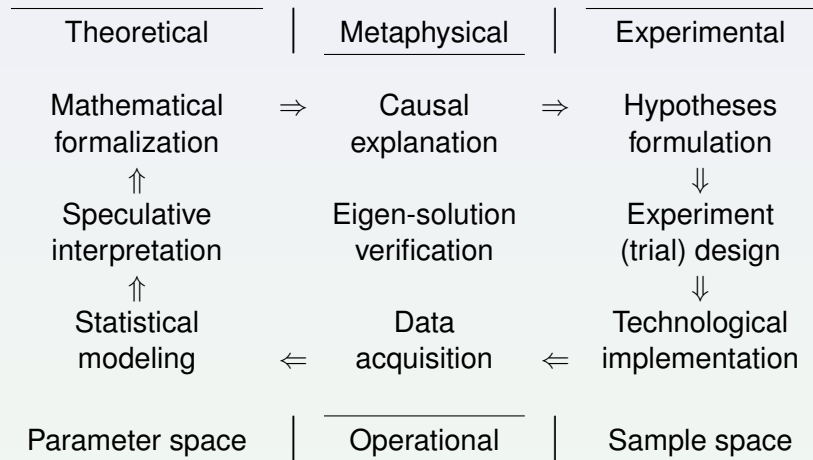 Theoretical | Metaphysical | Experimental
Mathematical ⇒ Causal ⇒ Hypotheses
formalization explanation formulation
⇑ ⇓
Speculative Eigen-solution Experiment
interpretation verification (trial) design
⇑ ⇓
Statistical Data Technological
modeling ⇐ acquisition ⇐ implementation
Parameter space | Operational | Sample space